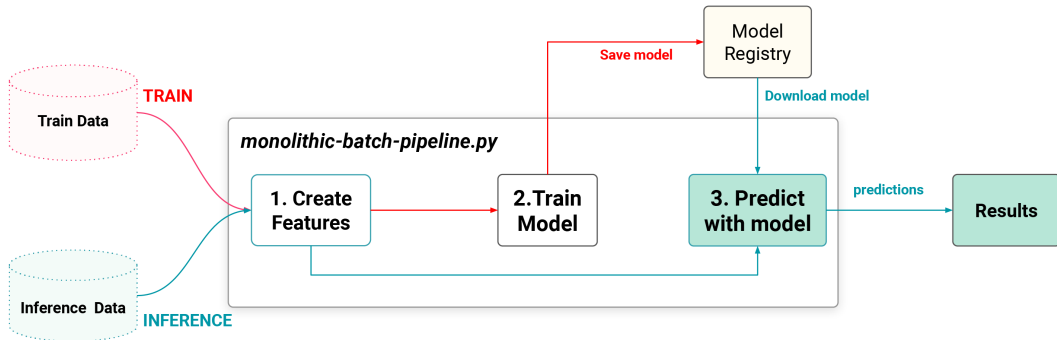 Model
Registry
Save model
Download model
TRAIN
Train Data
monolithic-batch-pipeline.py
1. Create
Features
2.Train
Model
3. Predict
with model
predictions
Results
Inference  Data
INFERENCE